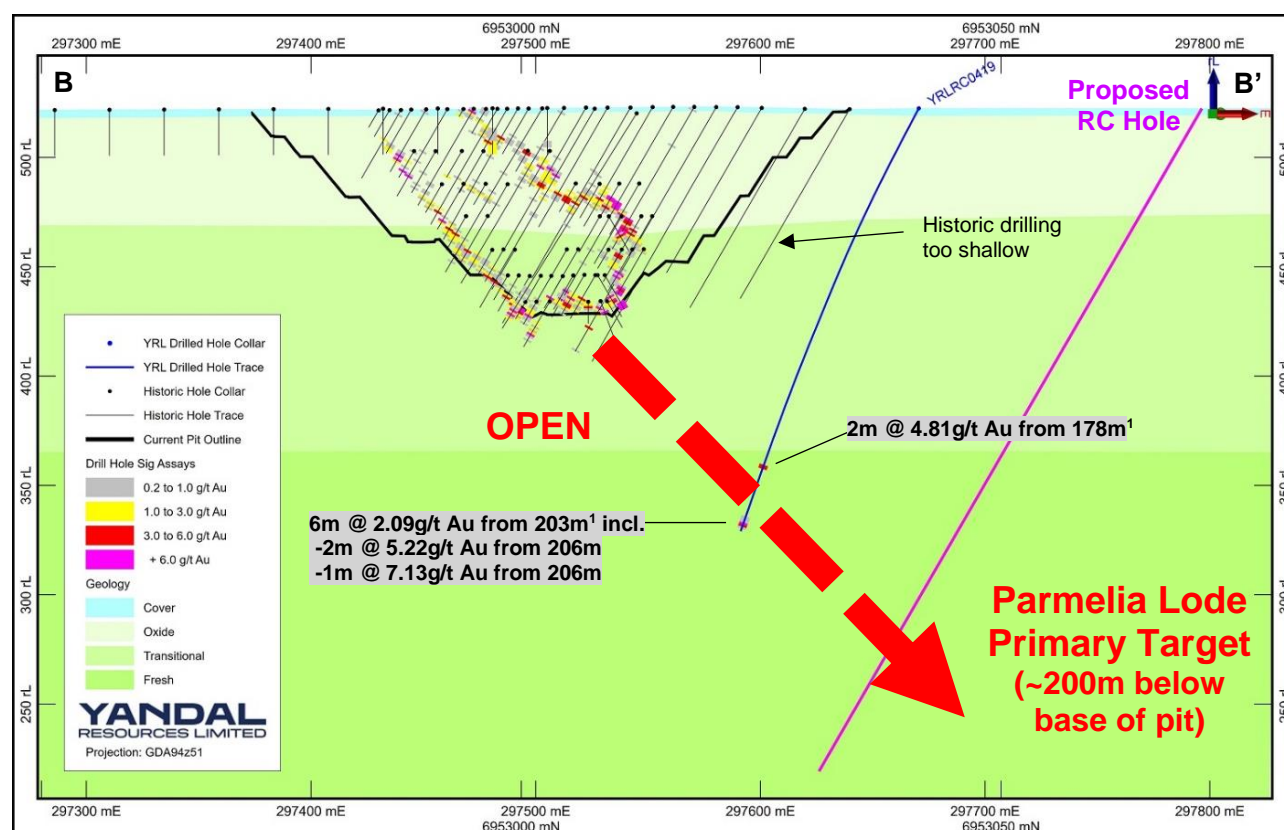 6953000 mN 6953050 mN
297300 mE 297400 mE 297500 mE 297600 mE 297700 mE 297800 mE
B B’
YRLRC0419
Proposed
RC Hole
rL
E
500 rL
450 rL
400 rL
350 rL
300 rL
250 rL
Historic drilling
too shallow
OPEN
2m @ 4.81g/t Au from 178m¹
6m @ 2.09g/t Au from 203m¹ incl.
-2m @ 5.22g/t Au from 206m
-1m @ 7.13g/t Au from 206m
Parmelia Lode
Primary Target
(~200m below
base of pit)
YRL Drilled Hole Collar
YRL Drilled Hole Trace
Historic Hole Collar
Historic Hole Trace
Current Pit Outline
Drill Hole Sig Assays
0.2 to 1.0 g/t Au
1.0 to 3.0 g/t Au
3.0 to 6.0 g/t Au
+ 6.0 g/t Au
Geology
Cover
Oxide
Transitional
Fresh
YANDAL
RESOURCES LIMITED
Projection: GDA94z51
297300 mE 297400 mE 297500 mE 297600 mE 297700 mE 297800 mE
6953000 mN 6953050 mN